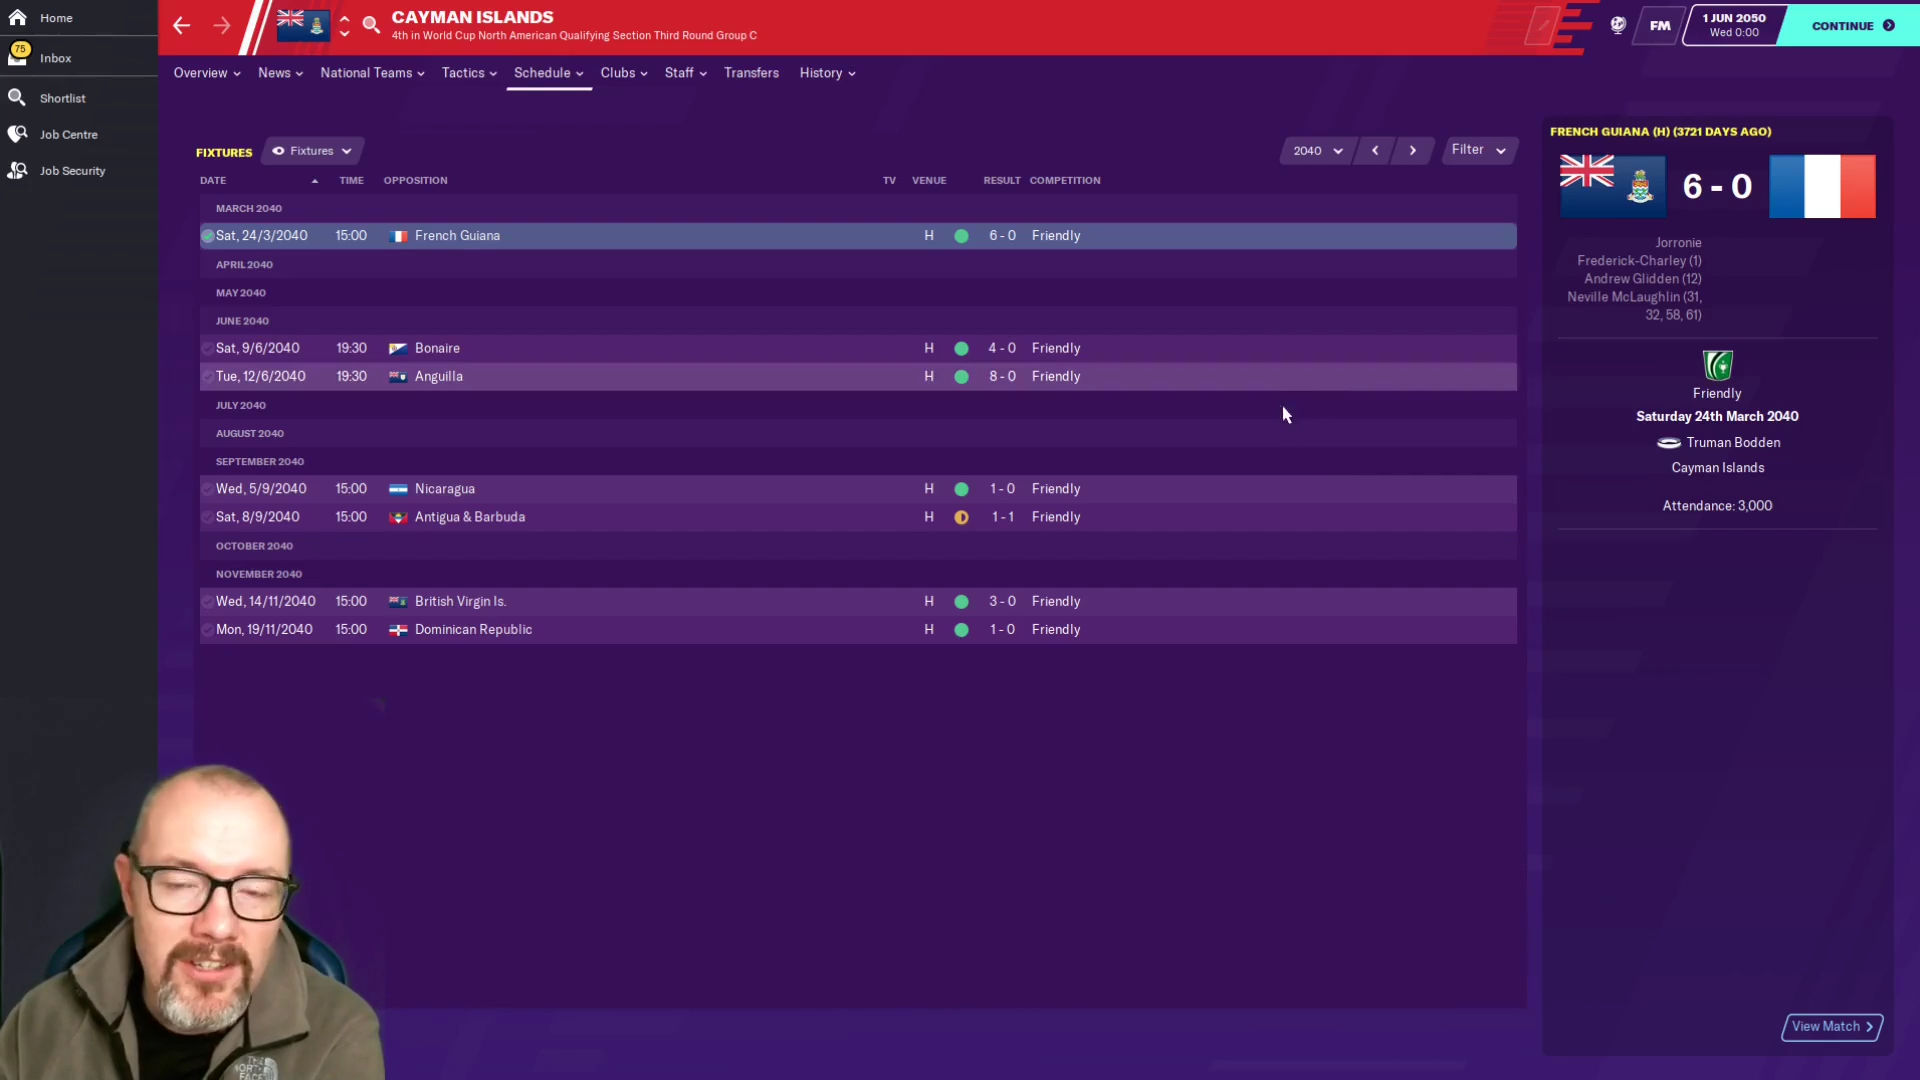 Home
75
Inbox
Shortlist
Job Centre
Job Security
CAYMAN ISLANDS
4th in World Cup North American Qualifying Section Third Round Group C
FM
1 JUN 2050
Wed 0:00
CONTINUE
Overview News National Teams Tactics Schedule Clubs Staff Transfers History
FIXTURES Fixtures 2040 Filter
DATE TIME OPPOSITION TV VENUE RESULT COMPETITION
MARCH 2040
Sat, 24/3/2040 15:00 French Guiana H 6 - 0 Friendly
APRIL 2040
MAY 2040
JUNE 2040
Sat, 9/6/2040 19:30 Bonaire H 4 - 0 Friendly
Tue, 12/6/2040 19:30 Anguilla H 8 - 0 Friendly
JULY 2040
AUGUST 2040
SEPTEMBER 2040
Wed, 5/9/2040 15:00 Nicaragua H 1 - 0 Friendly
Sat, 8/9/2040 15:00 Antigua & Barbuda H 1 - 1 Friendly
OCTOBER 2040
NOVEMBER 2040
Wed, 14/11/2040 15:00 British Virgin Is. H 3 - 0 Friendly
Mon, 19/11/2040 15:00 Dominican Republic H 1 - 0 Friendly
FRENCH GUIANA (H) (3721 DAYS AGO)
6 - 0
Jorronie
Frederick-Charley (1)
Andrew Glidden (12)
Neville McLaughlin (31,
32, 58, 61)
Friendly
Saturday 24th March 2040
Truman Bodden
Cayman Islands
Attendance: 3,000
View Match
THE
NORTH
FACE